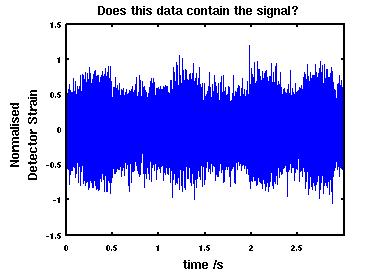 Does this data contain the signal?
1.5
1
0.5
0
-0.5
-1
-1.5
Normalised
Detector Strain
0 0.5 1 1.5 2 2.5
time /s